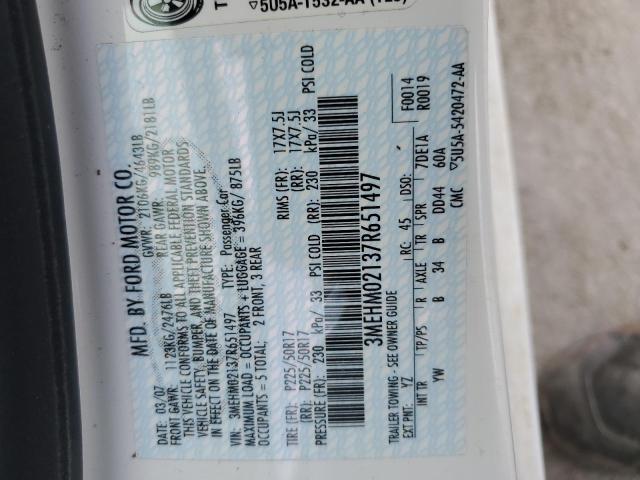 5U5A-1532-AA
MFD. BY FORD MOTOR CO.
DATE: 03/07 GVWR: 2106KG/4643LB
FRONT GAWR: 1123KG/2476LB REAR GAWR: 989KG/2181LB
THIS VEHICLE CONFORMS TO ALL APPLICABLE FEDERAL MOTOR
VEHICLE SAFETY, BUMPER, AND THEFT PREVENTION STANDARDS IN
EFFECT ON THE DATE OF MANUFACTURE SHOWN ABOVE.
VIN: 3MEHM02137R651497 TYPE: Passenger Car
MAXIMUM LOAD = OCCUPANTS + LUGGAGE = 396KG/ 875LB
OCCUPANTS = 5 TOTAL: 2 FRONT, 3 REAR
TIRE (FR): P225/50R17 RIMS (FR): 17X7.5J
(RR): P225/50R17 (RR): 17X7.5J
PRESSURE (FR): 230 kPa/ 33 PSI COLD (RR): 230 kPa/ 33 PSI COLD
3MEHM02137R651497
TRAILER TOWING - SEE OWNER GUIDE
EXT PNT: YZ RC: 45 DSO: F0014
7DE1A R0019
INT TR TP/PS R AXLE TR SPR
YW B 34 B DD44 60A
CMC 5U5A-5420472-AA